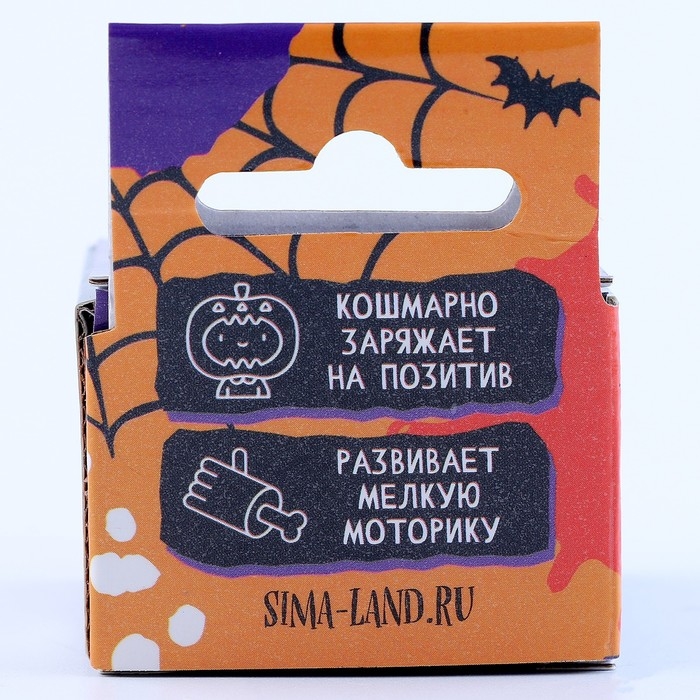 КОШМАРНО
ЗАРЯЖАЕТ
НА ПОЗИТИВ
РАЗВИВАЕТ
МЕЛКУЮ
МОТОРИКУ
SIMA-LAND.RU